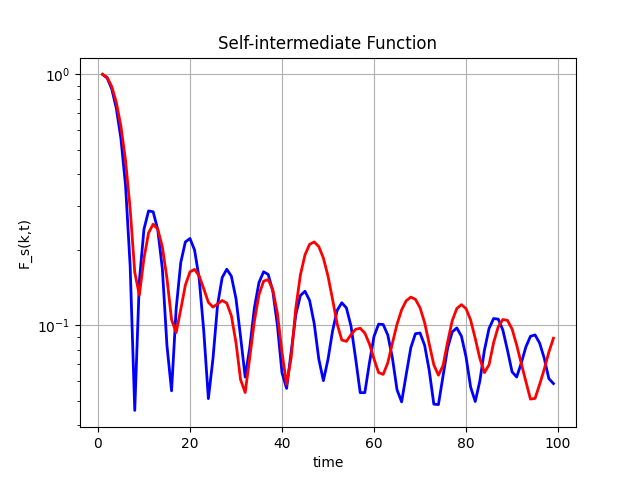 Self-intermediate Function
F_s(k,t)
10⁰
10⁻¹
0 20 40 60 80 100
time